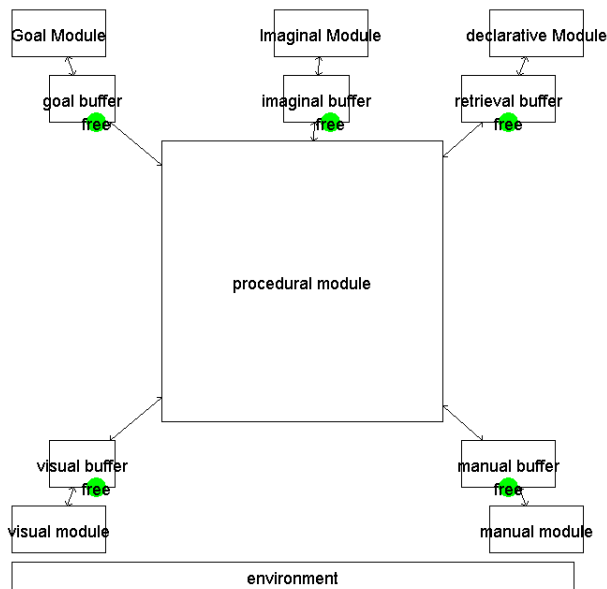 Goal Module
Imaginal Module
declarative Module
goal buffer
imaginal buffer
retrieval buffer
free
free
free
procedural module
visual buffer
manual buffer
free
free
visual module
manual module
environment